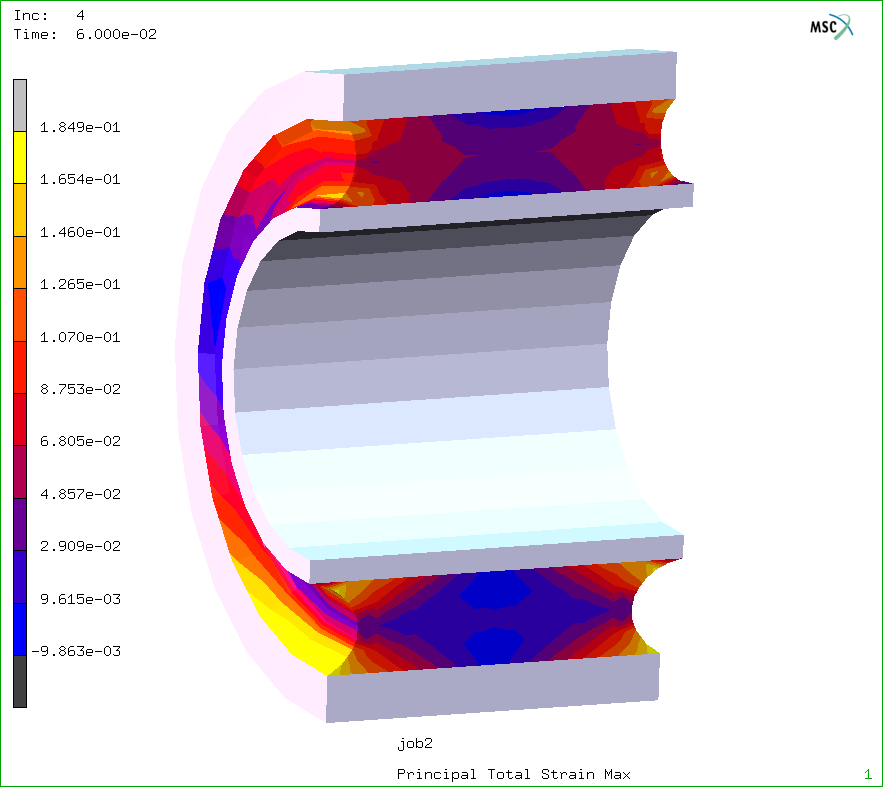 Inc: 4
Time: 6.000e-02
MSC
1.849e-01
1.654e-01
1.460e-01
1.265e-01
1.070e-01
8.753e-02
6.805e-02
4.857e-02
2.909e-02
9.615e-03
-9.863e-03
job2
Principal Total Strain Max
1